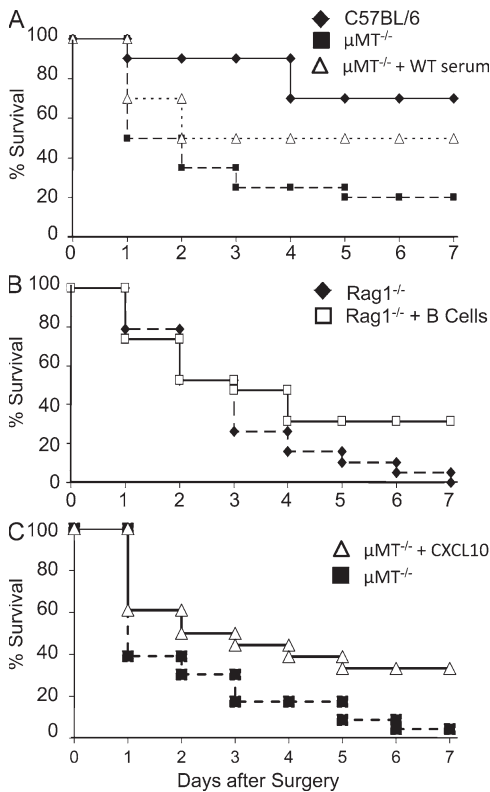 A
C57BL/6
μMT-/-
μMT-/- + WT serum
% Survival
100
80
60
40
20
0
0 1 2 3 4 5 6 7
B
Rag1-/-
Rag1-/- + B Cells
% Survival
100
80
60
40
20
0
0 1 2 3 4 5 6 7
C
μMT-/- + CXCL10
μMT-/-
% Survival
100
80
60
40
20
0
0 1 2 3 4 5 6 7
Days after Surgery